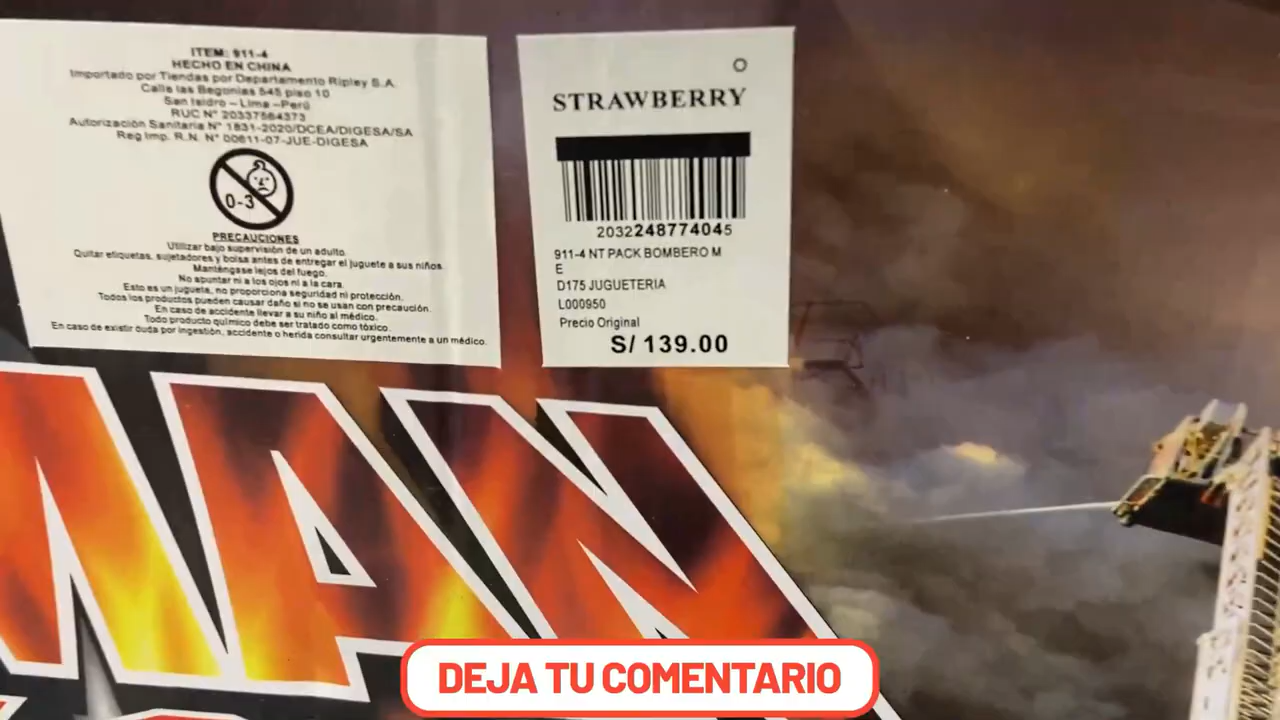 ITEM: 911-4
HECHO EN CHINA
Importado por Tiendas por Departamento Ripley S.A.
Calle las Begonias 545 piso 10
San Isidro – Lima –Perú
RUC N° 20337564373
Autorización Sanitaria N° 1831-2020/DCEA/DIGESA/SA
Reg Imp. R.N. N° 00611-07-JUE-DIGESA
0-3
PRECAUCIONES
Utilizar bajo supervisión de un adulto.
Quitar etiquetas, sujetadores y bolsa antes de entregar el juguete a sus niños.
Manténgase lejos del fuego.
No apuntar ni a los ojos ni a la cara.
Esto es un juguete, no proporciona seguridad ni protección.
Todos los productos pueden causar daño si no se usan con precaución.
En caso de accidente llevar a su niño al médico.
Todo producto químico debe ser tratado como tóxico.
En caso de existir duda por ingestión, accidente o herida consultar urgentemente a un médico.
STRAWBERRY
2032248774045
911-4 NT PACK BOMBERO M
E
D175 JUGUETERIA
L000950
Precio Original
S/ 139.00
MAN
DEJA TU COMENTARIO